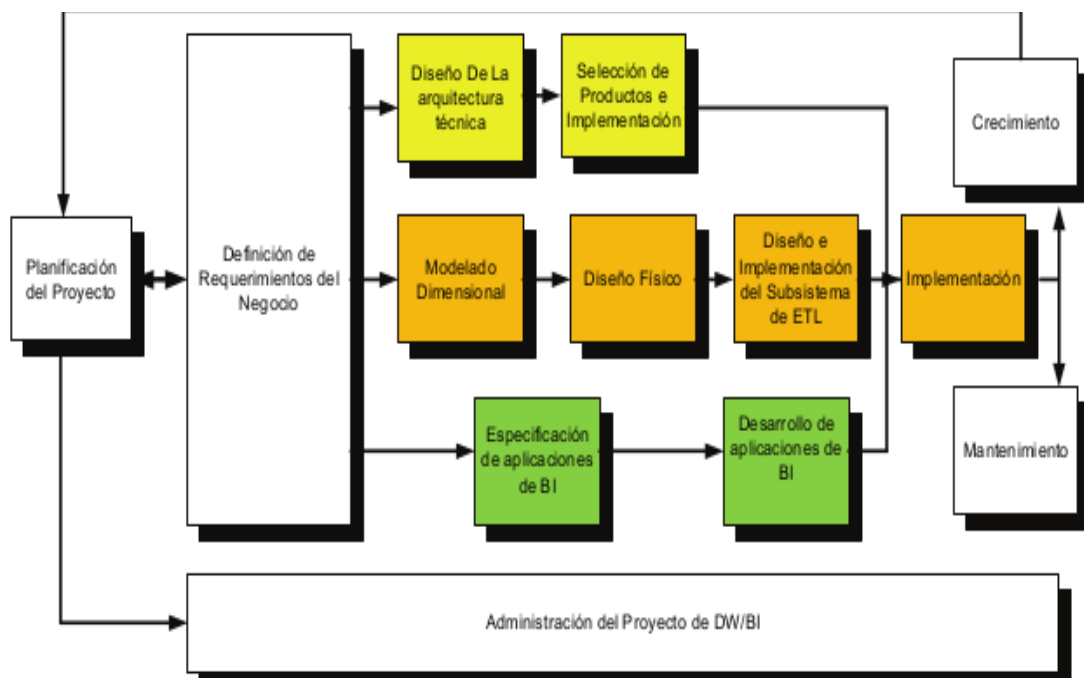 Diseño De La
arquitectura
técnica
Selección de
Productos e
Implementación
Crecimiento
Planificación
del Proyecto
Definición de
Requerimientos del
Negocio
Modelado
Dimensional
Diseño Físico
Diseño e
Implementación
del Subsistema
de ETL
Implementación
Especificación
de aplicaciones
de BI
Desarrollo de
aplicaciones de
BI
Mantenimiento
Administración del Proyecto de DW/BI